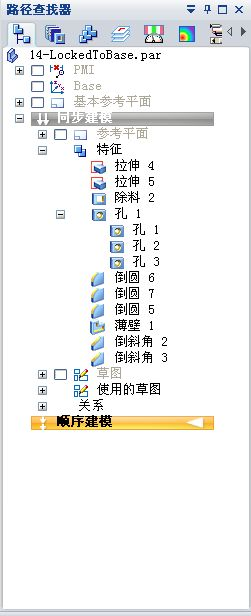 路径查找器
14-LockedToBase.par
PMI
Base
基本参考平面
同步建模
参考平面
特征
拉伸 4
拉伸 5
除料 2
孔 1
孔 1
孔 2
孔 3
倒圆 6
倒圆 7
倒圆 5
薄壁 1
倒斜角 2
倒斜角 3
草图
使用的草图
关系
顺序建模